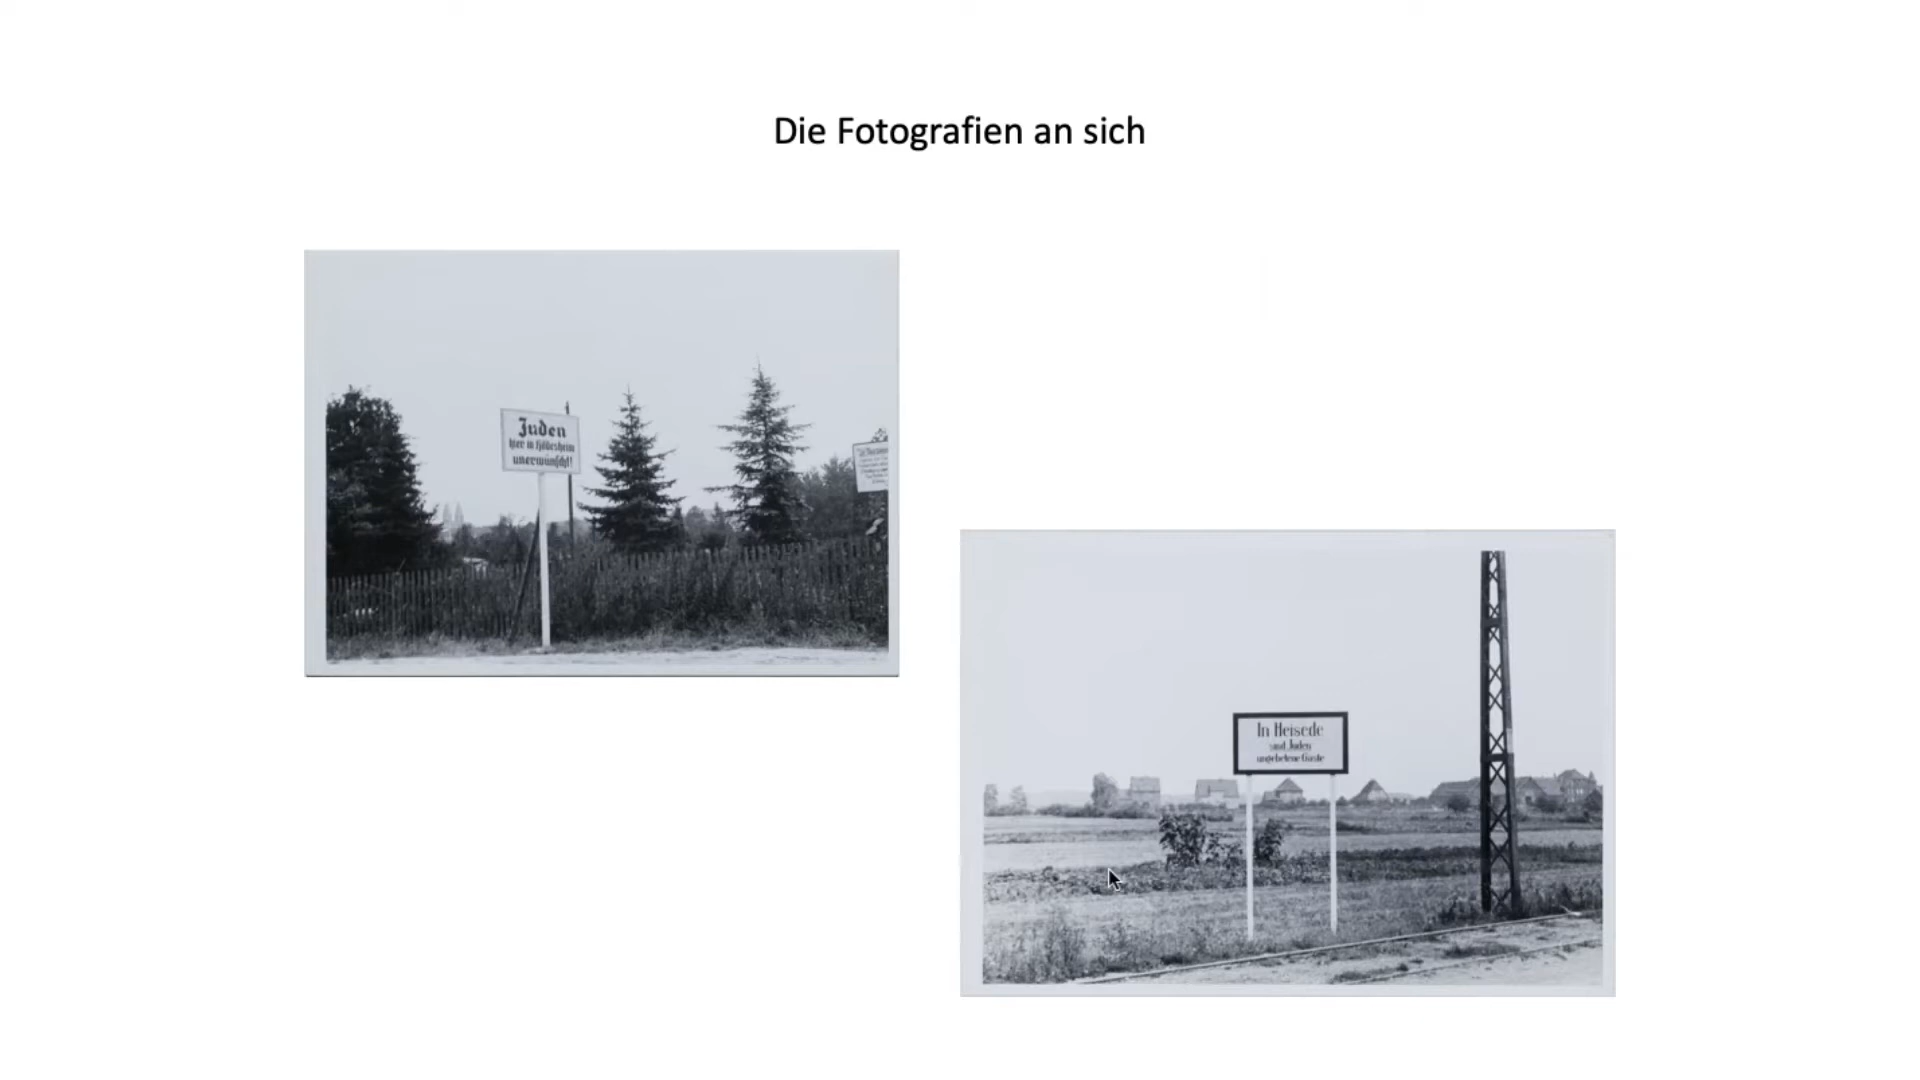 Die Fotografien an sich
Juden
hier in Hildesheim
unerwünscht!
In Heisede
sind Juden
ungebetene Gäste